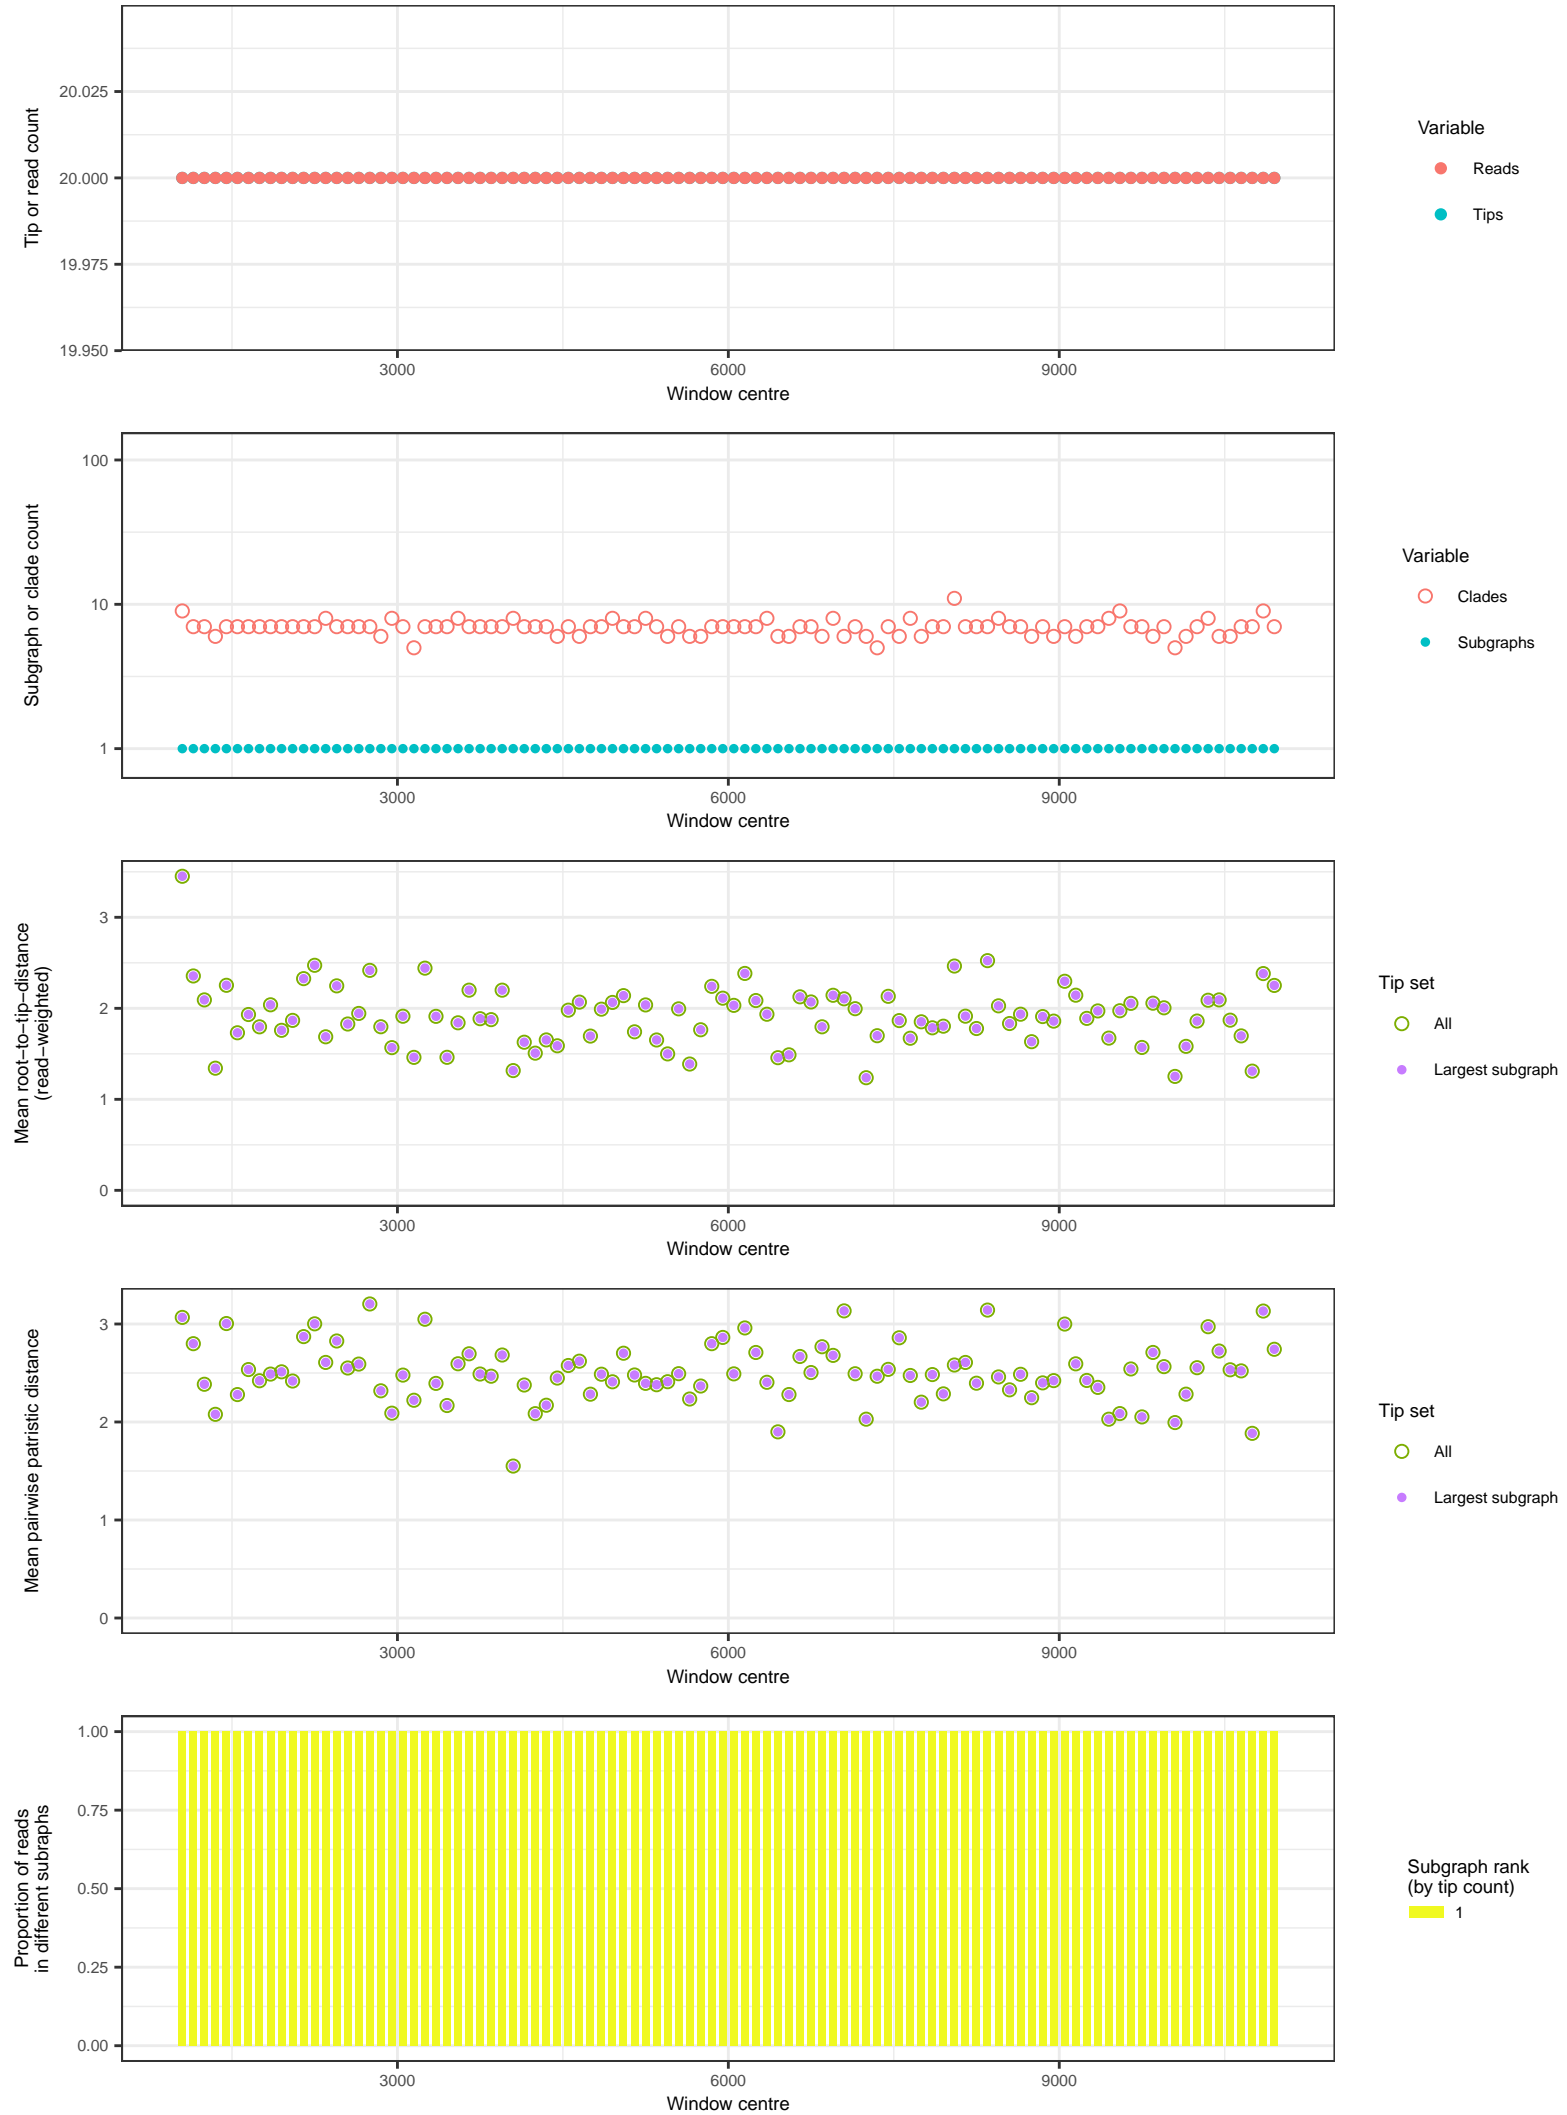 20.025
20.000
19.975
19.950
Tip or read count
3000 6000 9000
Window centre
Variable
Reads
Tips
100
10
1
Subgraph or clade count
3000 6000 9000
Window centre
Variable
Clades
Subgraphs
3
2
1
0
Mean root−to−tip−distance
(read−weighted)
3000 6000 9000
Window centre
Tip set
All
Largest subgraph
3
2
1
0
Mean pairwise patristic distance
3000 6000 9000
Window centre
Tip set
All
Largest subgraph
1.00
0.75
0.50
0.25
0.00
Proportion of reads
in different subraphs
3000 6000 9000
Window centre
Subgraph rank
(by tip count)
1